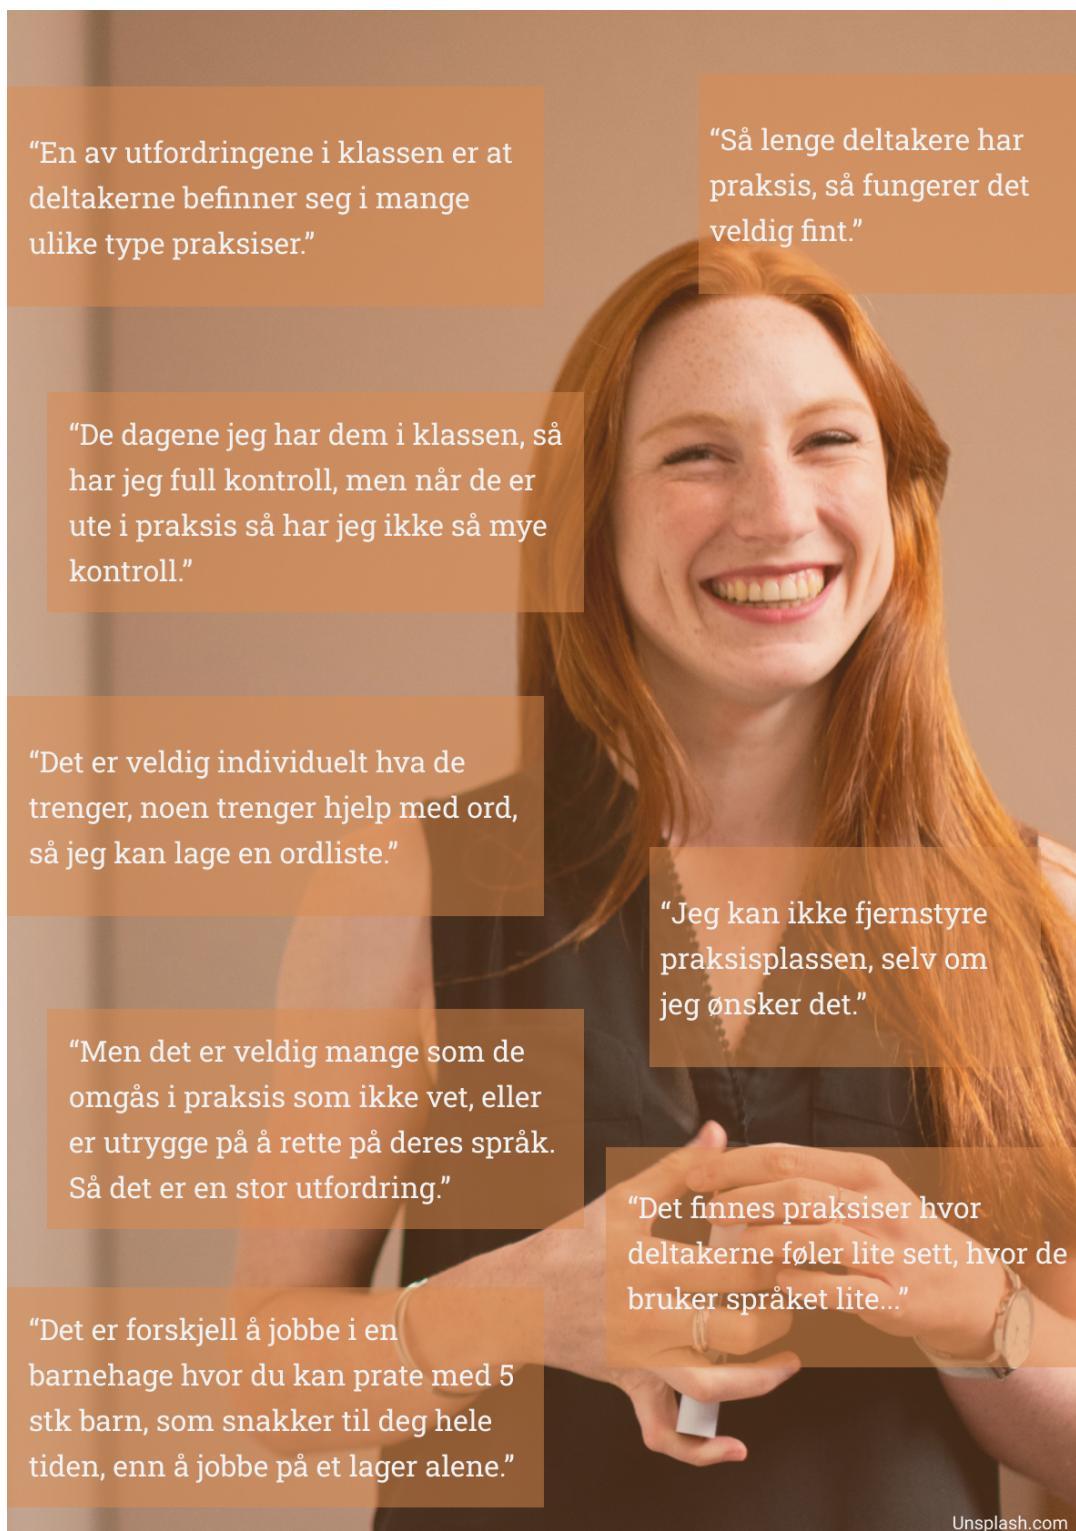 “En av utfordringene i klassen er at
deltakerne befinner seg i mange
ulike type praksiser.”
“Så lenge deltakere har
praksis, så fungerer det
veldig fint.”
“De dagene jeg har dem i klassen, så
har jeg full kontroll, men når de er
ute i praksis så har jeg ikke så mye
kontroll.”
“Det er veldig individuelt hva de
trenger, noen trenger hjelp med ord,
så jeg kan lage en ordliste.”
“Jeg kan ikke fjernstyre
praksisplassen, selv om
jeg ønsker det.”
“Men det er veldig mange som de
omgås i praksis som ikke vet, eller
er utrygge på å rette på deres språk.
Så det er en stor utfordring.”
“Det finnes praksiser hvor
deltakerne føler lite sett, hvor de
bruker språket lite...”
“Det er forskjell å jobbe i en
barnehage hvor du kan prate med 5
stk barn, som snakker til deg hele
tiden, enn å jobbe på et lager alene.”
Unsplash.com